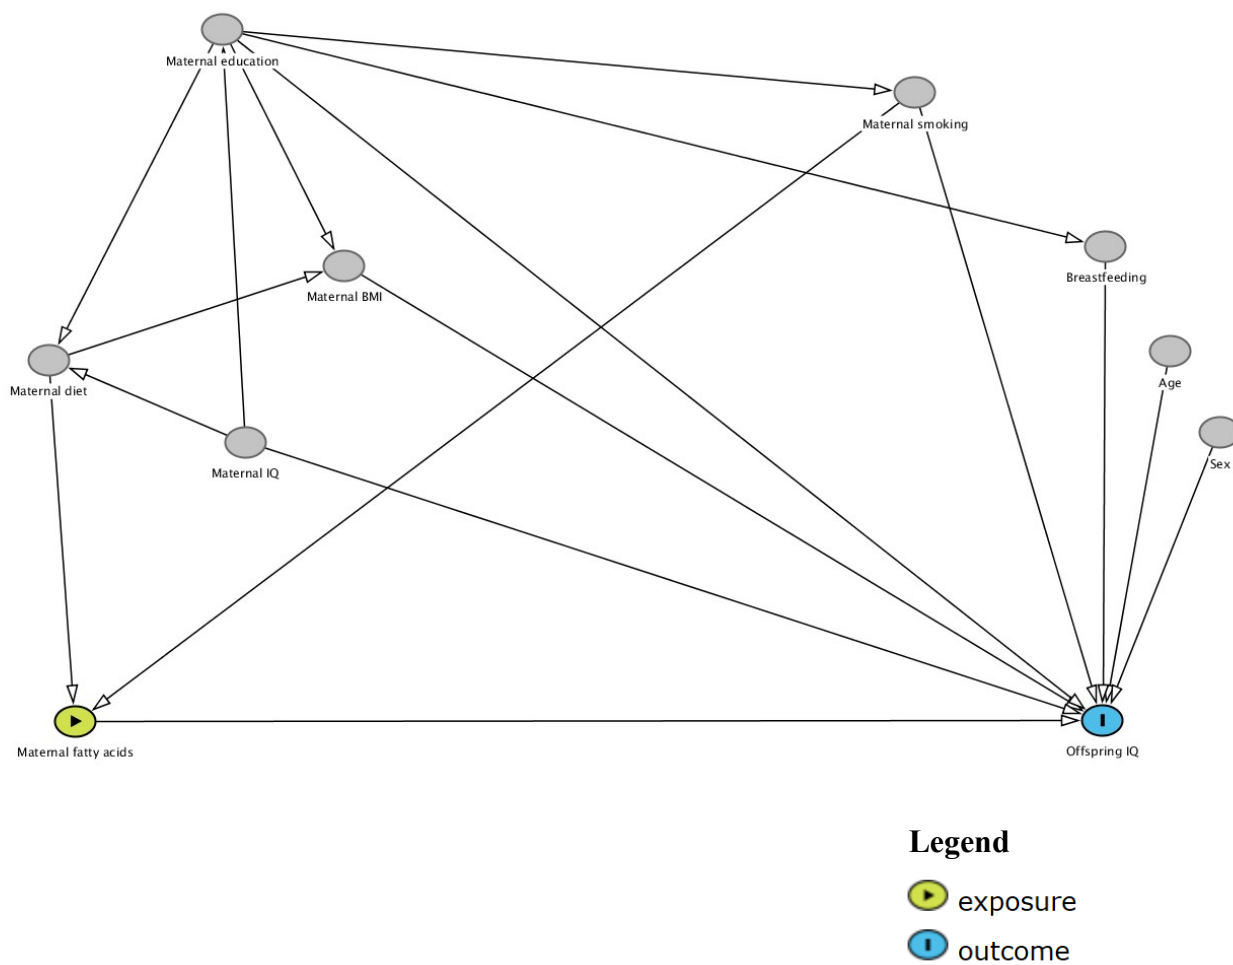 Maternal education
Maternal smoking
Breastfeeding
Maternal BMI
Age
Maternal diet
Sex
Maternal IQ
Maternal fatty acids
Offspring IQ
Legend
exposure
outcome